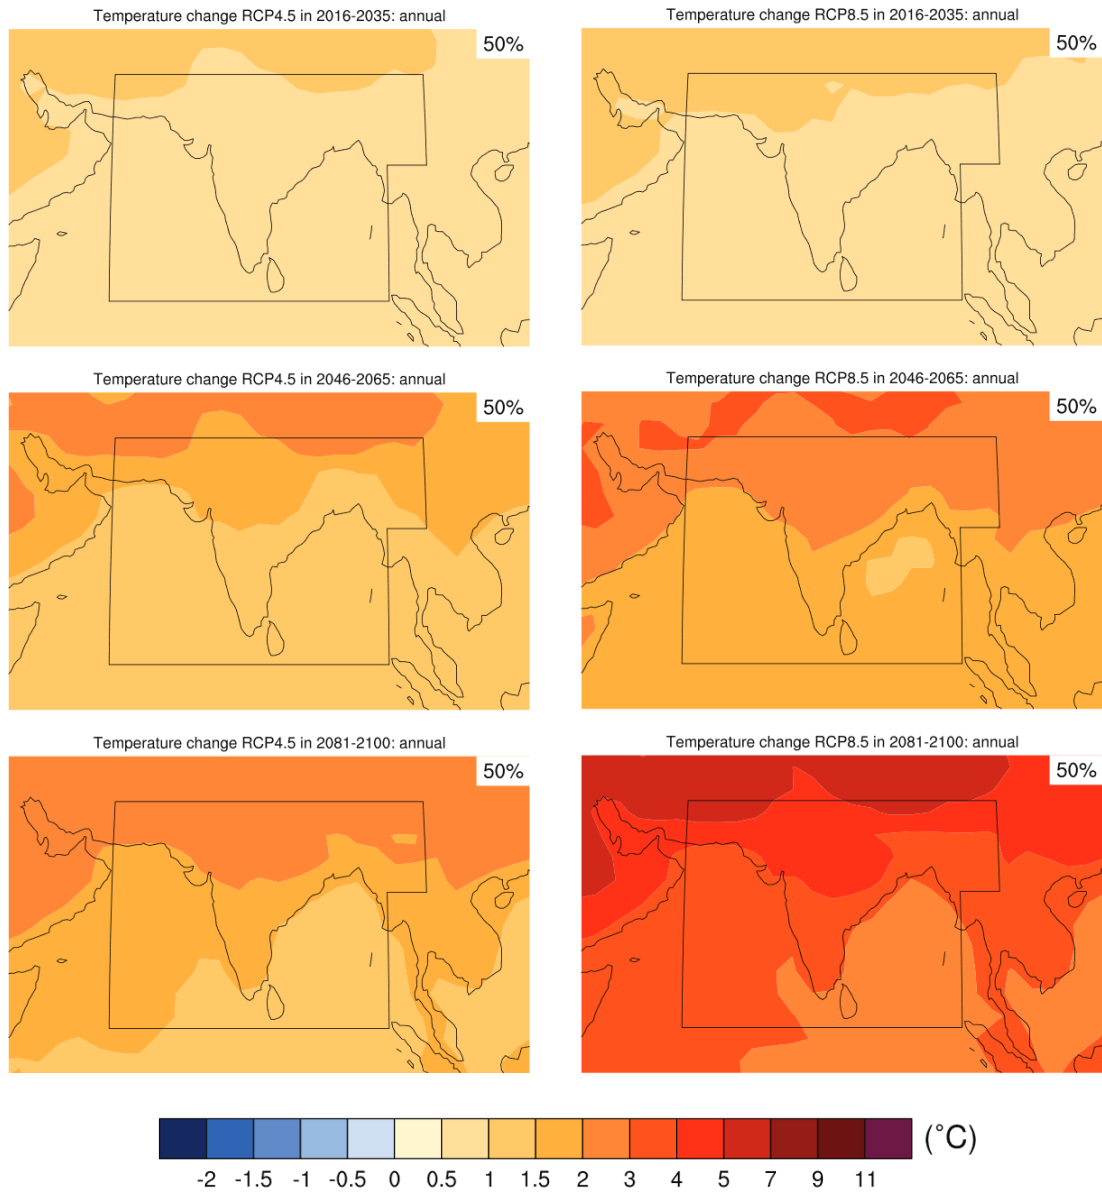 Temperature change RCP4.5 in 2016-2035: annual
50%
Temperature change RCP8.5 in 2016-2035: annual
50%
Temperature change RCP4.5 in 2046-2065: annual
50%
Temperature change RCP8.5 in 2046-2065: annual
50%
Temperature change RCP4.5 in 2081-2100: annual
50%
Temperature change RCP8.5 in 2081-2100: annual
50%
(˚C)
-2 -1.5 -1 -0.5 0 0.5 1 1.5 2 3 4 5 7 9 11